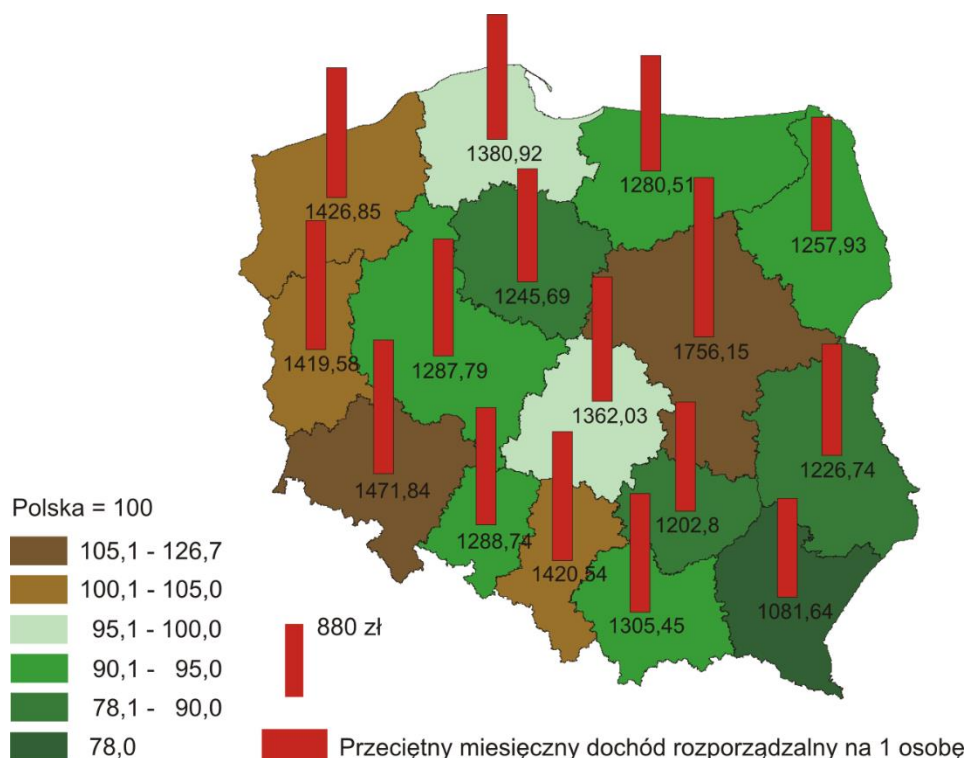 1380,92
1280,51
1426,85
1257,93
1245,69
1756,15
1419,58
1287,79
1362,03
1226,74
1471,84
1202,8
1288,74
1420,54
1305,45
1081,64
Polska = 100
105,1 - 126,7
100,1 - 105,0
95,1 - 100,0
90,1 - 95,0
78,1 - 90,0
78,0
880 zł
Przeciętny miesięczny dochód rozporządzalny na 1 osobę